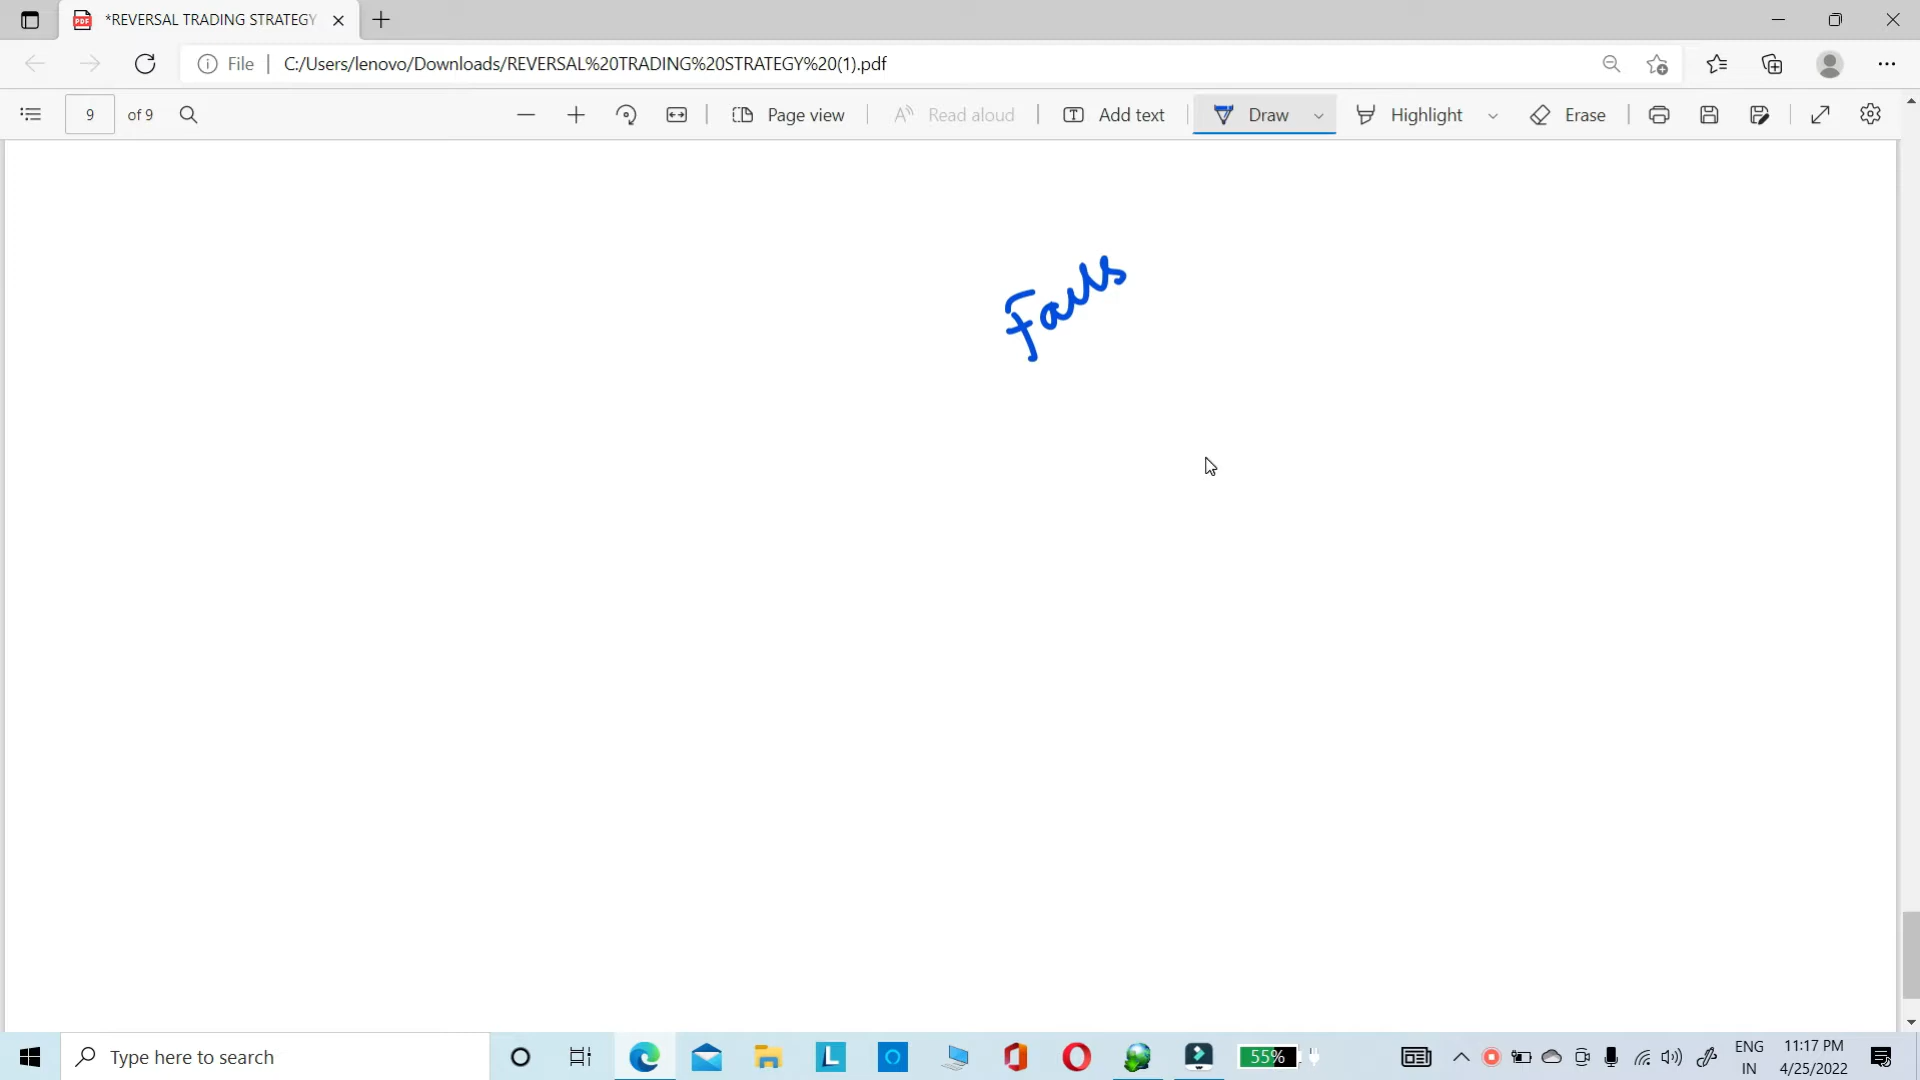 *REVERSAL TRADING STRATEGY
File | C:/Users/lenovo/Downloads/REVERSAL%20TRADING%20STRATEGY%20(1).pdf
9 of 9 Page view Read aloud Add text Draw Highlight Erase
Fails
Type here to search
55%
ENG
IN
11:17 PM
4/25/2022